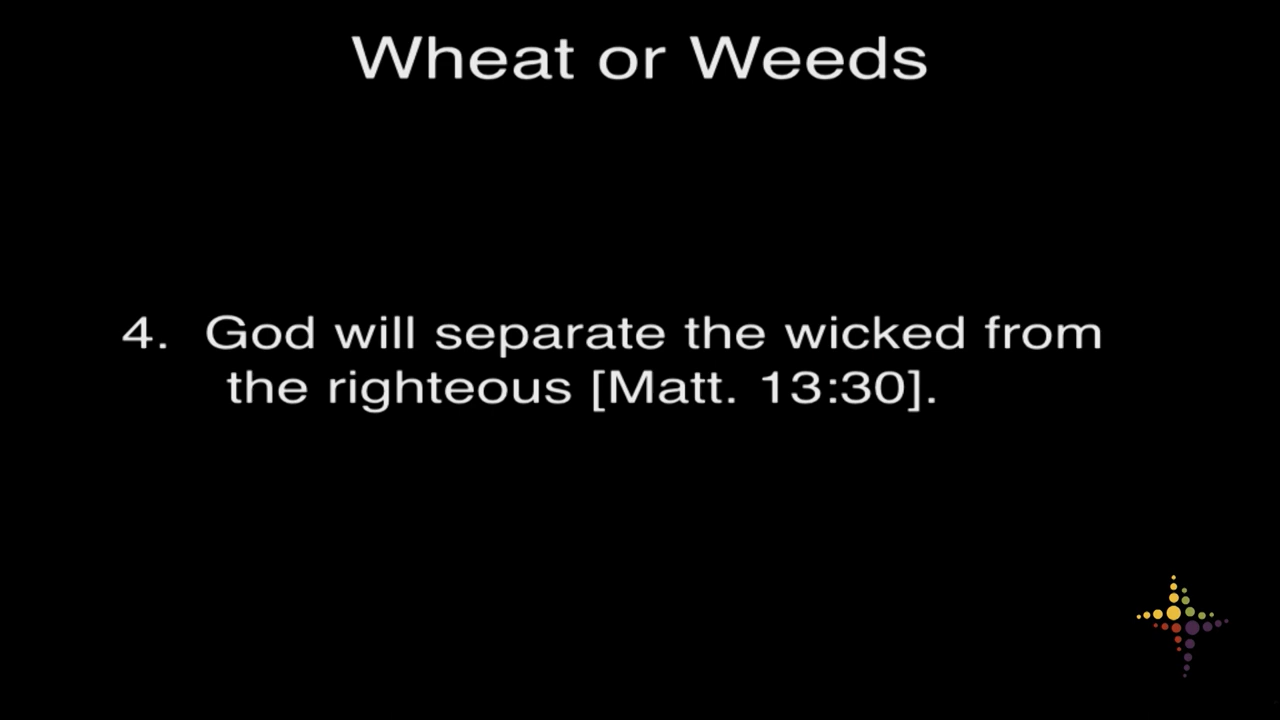 Wheat or Weeds
4. God will separate the wicked from
the righteous [Matt. 13:30].